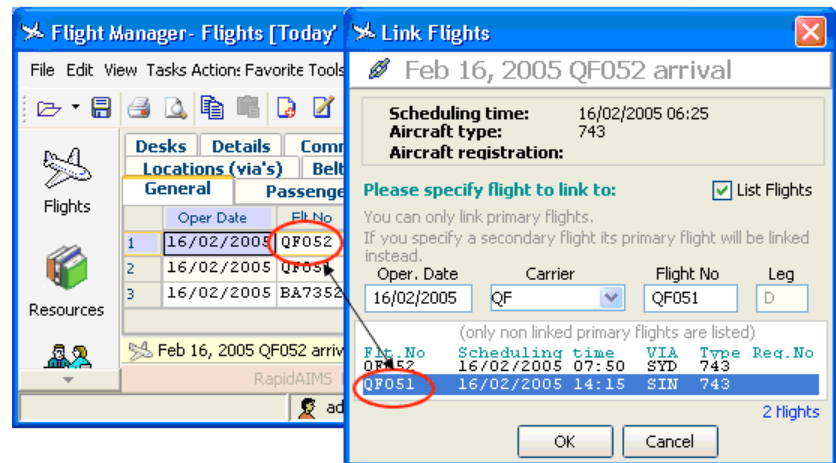 Flight Manager- Flights [Today'
File Edit View Tasks Action: Favorite Tools
Flights
Resources
Desks Details Comm
Locations (via's) Belt
General Passenge
Oper Date Flt No
1 16/02/2005 QF052
2 16/02/2005 QF051
3 16/02/2005 BA7352
Feb 16, 2005 QF052 arriv
RapidAIMS
ad
Link Flights
Feb 16, 2005 QF052 arrival
Scheduling time: 16/02/2005 06:25
Aircraft type: 743
Aircraft registration:
Please specify flight to link to: List Flights
You can only link primary flights.
If you specify a secondary flight its primary flight will be linked
instead.
Oper. Date Carrier Flight No Leg
16/02/2005 QF QF051 D
(only non linked primary flights are listed)
Flt.No Scheduling time VIA Type Reg.No
QF052 16/02/2005 07:50 SYD 743
QF051 16/02/2005 14:15 SIN 743
2 flights
OK Cancel